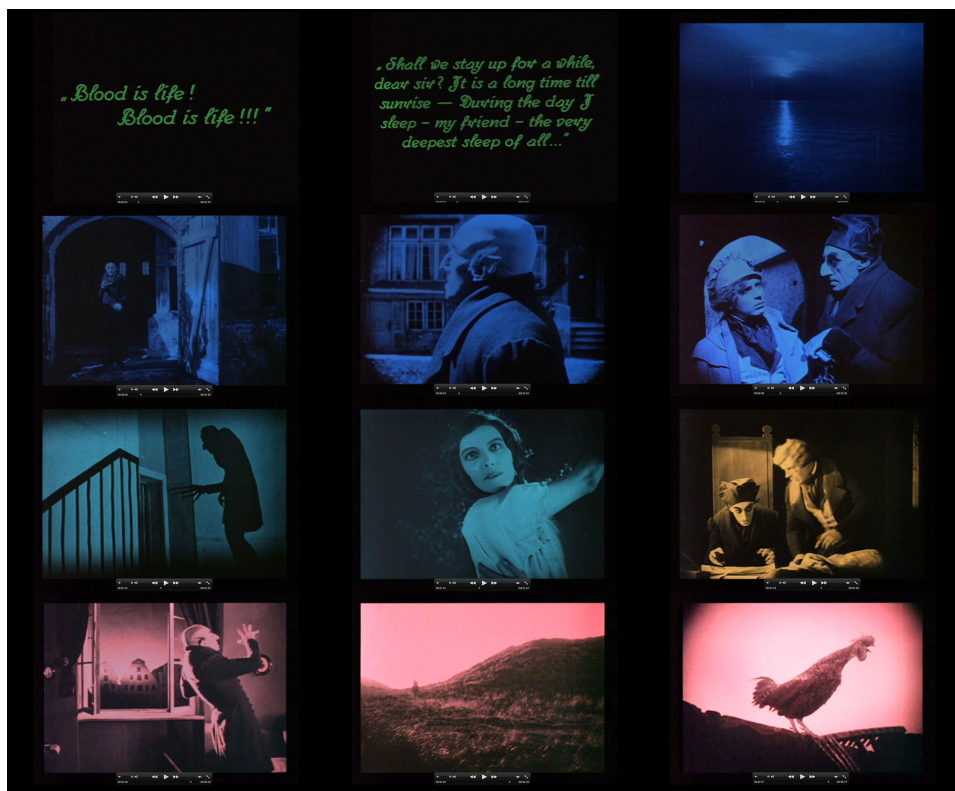 „Blood is life!
Blood is life!!!"
„Shall we stay up for a while,
dear sir? It is a long time till
sunrise — During the day I
sleep – my friend – the very
deepest sleep of all..."